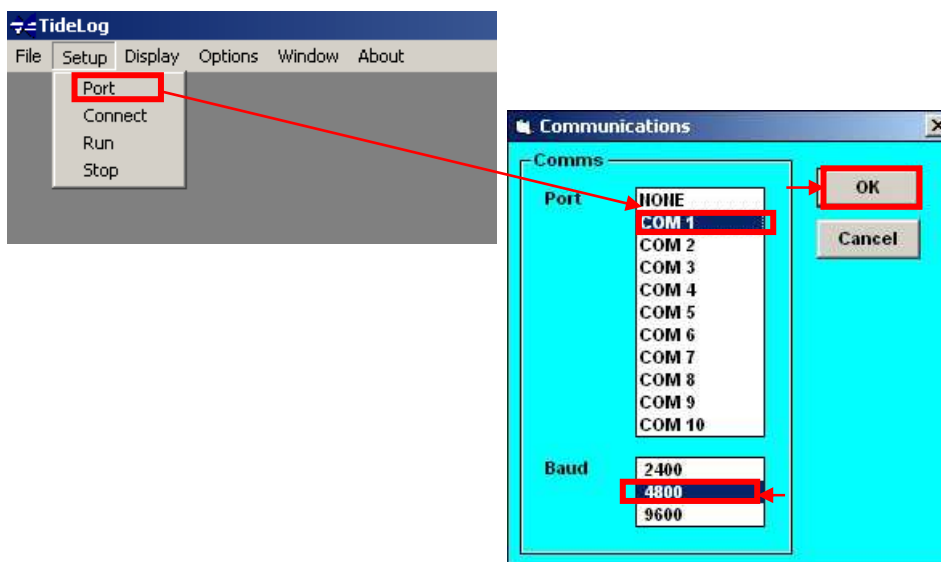 TideLog
File Setup Display Options Window About
Port
Connect
Run
Stop
Communications
Comms
Port
NONE
COM 1
COM 2
COM 3
COM 4
COM 5
COM 6
COM 7
COM 8
COM 9
COM 10
OK
Cancel
Baud
2400
4800
9600